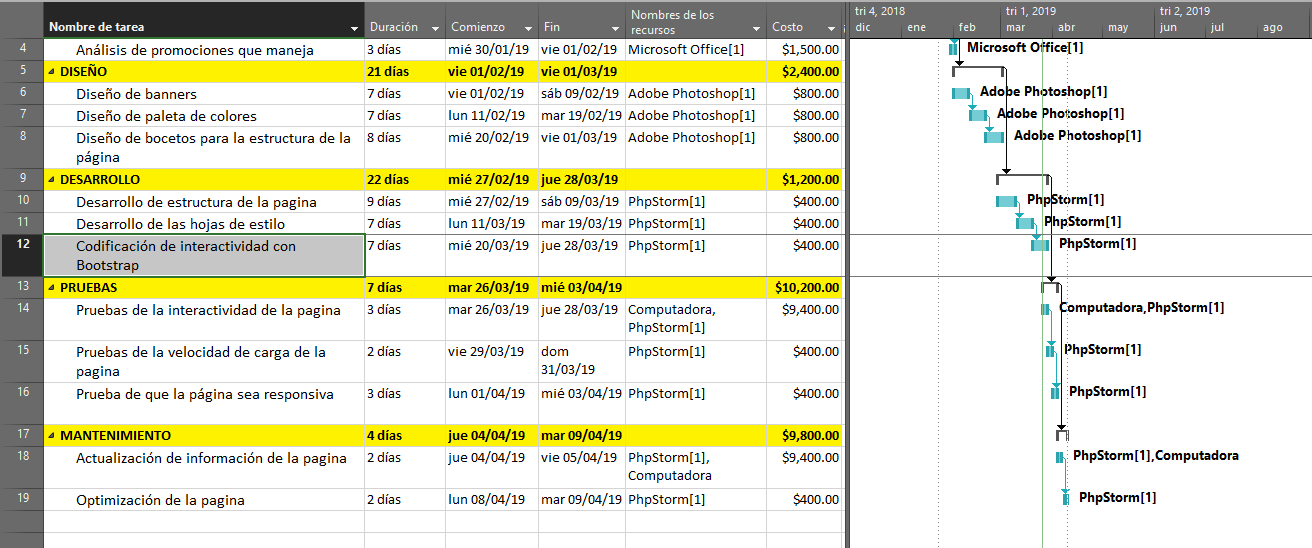 Nombre de tarea Duración Comienzo Fin Nombres de los recursos Costo
tri 4, 2018 tri 1, 2019 tri 2, 2019
dic ene feb mar abr may jun jul ago
4 Análisis de promociones que maneja 3 días mié 30/01/19 vie 01/02/19 Microsoft Office[1] $1,500.00 Microsoft Office[1]
5 DISEÑO 21 días vie 01/02/19 vie 01/03/19 $2,400.00
6 Diseño de banners 7 días vie 01/02/19 sáb 09/02/19 Adobe Photoshop[1] $800.00 Adobe Photoshop[1]
7 Diseño de paleta de colores 7 días lun 11/02/19 mar 19/02/19 Adobe Photoshop[1] $800.00 Adobe Photoshop[1]
8 Diseño de bocetos para la estructura de la 8 días mié 20/02/19 vie 01/03/19 Adobe Photoshop[1] $800.00 Adobe Photoshop[1]
página
9 DESARROLLO 22 días mié 27/02/19 jue 28/03/19 $1,200.00
10 Desarrollo de estructura de la pagina 9 días mié 27/02/19 sáb 09/03/19 PhpStorm[1] $400.00 PhpStorm[1]
11 Desarrollo de las hojas de estilo 7 días lun 11/03/19 mar 19/03/19 PhpStorm[1] $400.00 PhpStorm[1]
12 Codificación de interactividad con 7 días mié 20/03/19 jue 28/03/19 PhpStorm[1] $400.00 PhpStorm[1]
Bootstrap
13 PRUEBAS 7 días mar 26/03/19 mié 03/04/19 $10,200.00
14 Pruebas de la interactividad de la pagina 3 días mar 26/03/19 jue 28/03/19 Computadora, $9,400.00 Computadora,PhpStorm[1]
PhpStorm[1]
15 Pruebas de la velocidad de carga de la 2 días vie 29/03/19 dom PhpStorm[1] $400.00 PhpStorm[1]
pagina 31/03/19
16 Prueba de que la página sea responsiva 3 días lun 01/04/19 mié 03/04/19 PhpStorm[1] $400.00 PhpStorm[1]
17 MANTENIMIENTO 4 días jue 04/04/19 mar 09/04/19 $9,800.00
18 Actualización de información de la pagina 2 días jue 04/04/19 vie 05/04/19 PhpStorm[1], $9,400.00 PhpStorm[1],Computadora
Computadora
19 Optimización de la pagina 2 días lun 08/04/19 mar 09/04/19 PhpStorm[1] $400.00 PhpStorm[1]